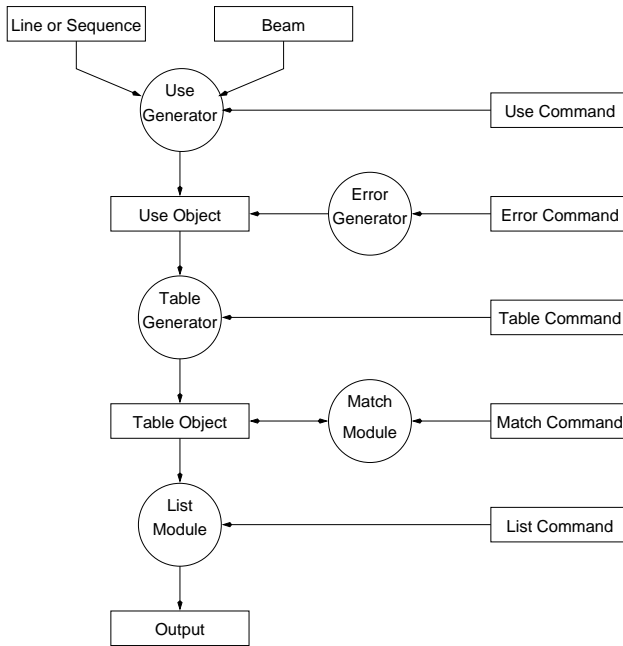 Line or Sequence
Beam
Use
Generator
Use Command
Use Object
Error
Generator
Error Command
Table
Generator
Table Command
Table Object
Match
Module
Match Command
List
Module
List Command
Output